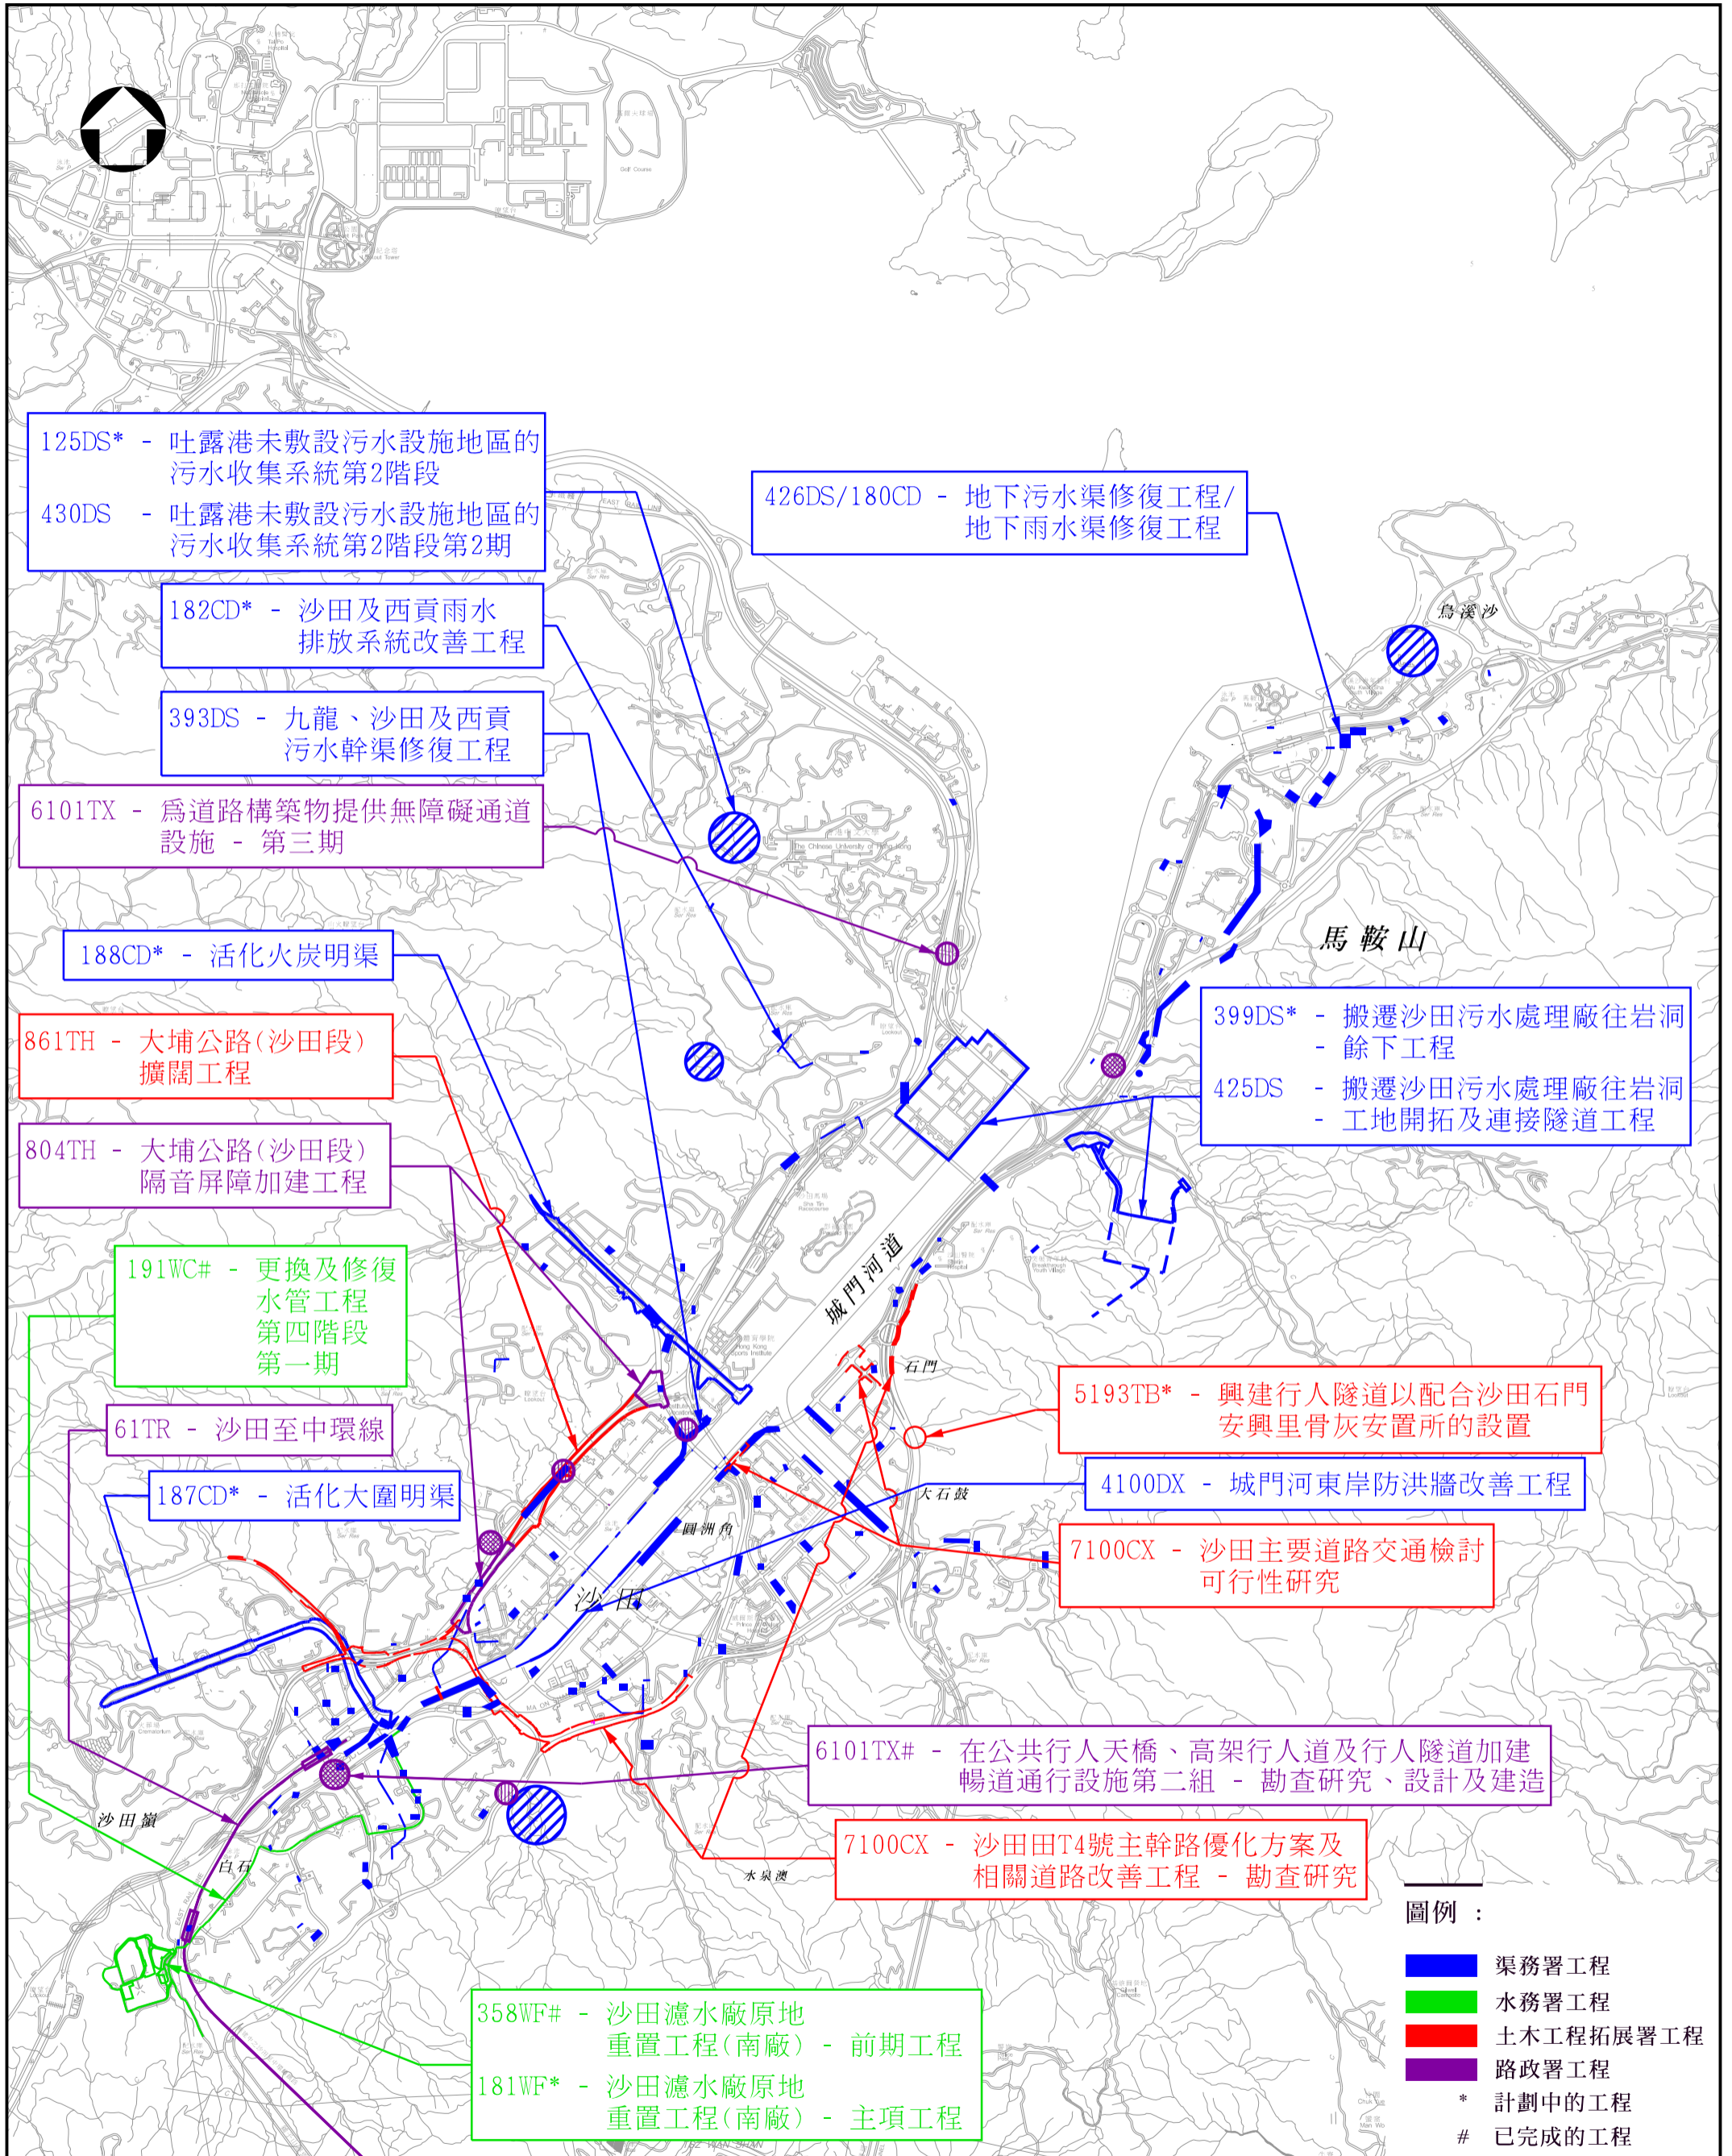 125DS* - 吐露港未敷設污水設施地區的
污水收集系統第2階段
430DS - 吐露港未敷設污水設施地區的
污水收集系統第2階段第2期
426DS/180CD - 地下污水渠修復工程/
地下雨水渠修復工程
182CD* - 沙田及西貢雨水
排放系統改善工程
烏溪沙
393DS - 九龍、沙田及西貢
污水幹渠修復工程
6101TX - 為道路構築物提供無障礙通道
設施 - 第三期
The Chinese University of Hong Kong
馬鞍山
188CD* - 活化火炭明渠
399DS* - 搬遷沙田污水處理廠往岩洞
- 餘下工程
425DS - 搬遷沙田污水處理廠往岩洞
- 工地開拓及連接隧道工程
861TH - 大埔公路(沙田段)
擴闊工程
804TH - 大埔公路(沙田段)
隔音屏障加建工程
城門河道
191WC# - 更換及修復
水管工程
第四階段
第一期
石門
5193TB* - 興建行人隧道以配合沙田石門
安興里骨灰安置所的設置
61TR - 沙田至中環線
187CD* - 活化大圍明渠
4100DX - 城門河東岸防洪牆改善工程
大石鼓
圓洲角
7100CX - 沙田主要道路交通檢討
可行性研究
沙田
6101TX# - 在公共行人天橋、高架行人道及行人隧道加建
暢道通行設施第二組 - 勘查研究、設計及建造
沙田嶺
白石
7100CX - 沙田田T4號主幹路優化方案及
相關道路改善工程 - 勘查研究
水泉澳
358WF# - 沙田濾水廠原地
重置工程(南廠) - 前期工程
181WF* - 沙田濾水廠原地
重置工程(南廠) - 主項工程
圖例 :
渠務署工程
水務署工程
土木工程拓展署工程
路政署工程
* 計劃中的工程
# 已完成的工程